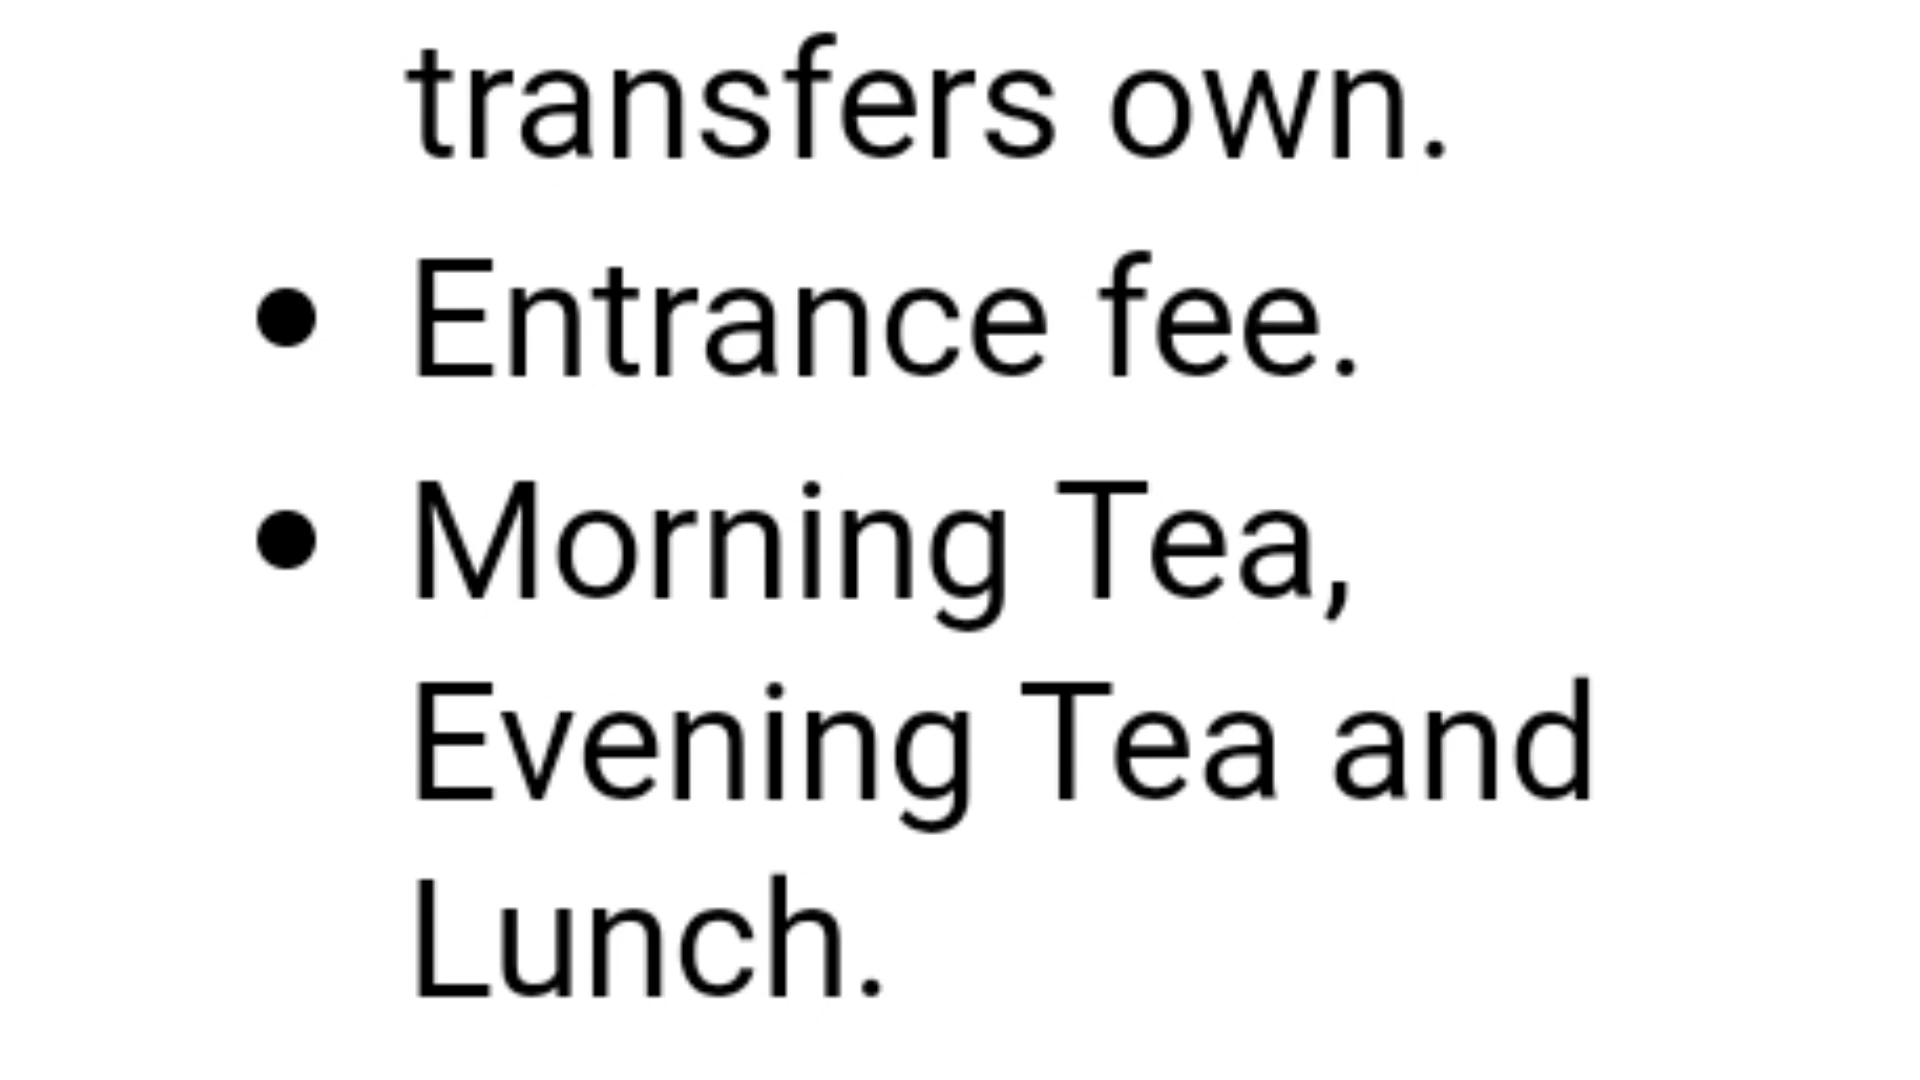 transfers own.
• Entrance fee.
• Morning Tea,
Evening Tea and
Lunch.